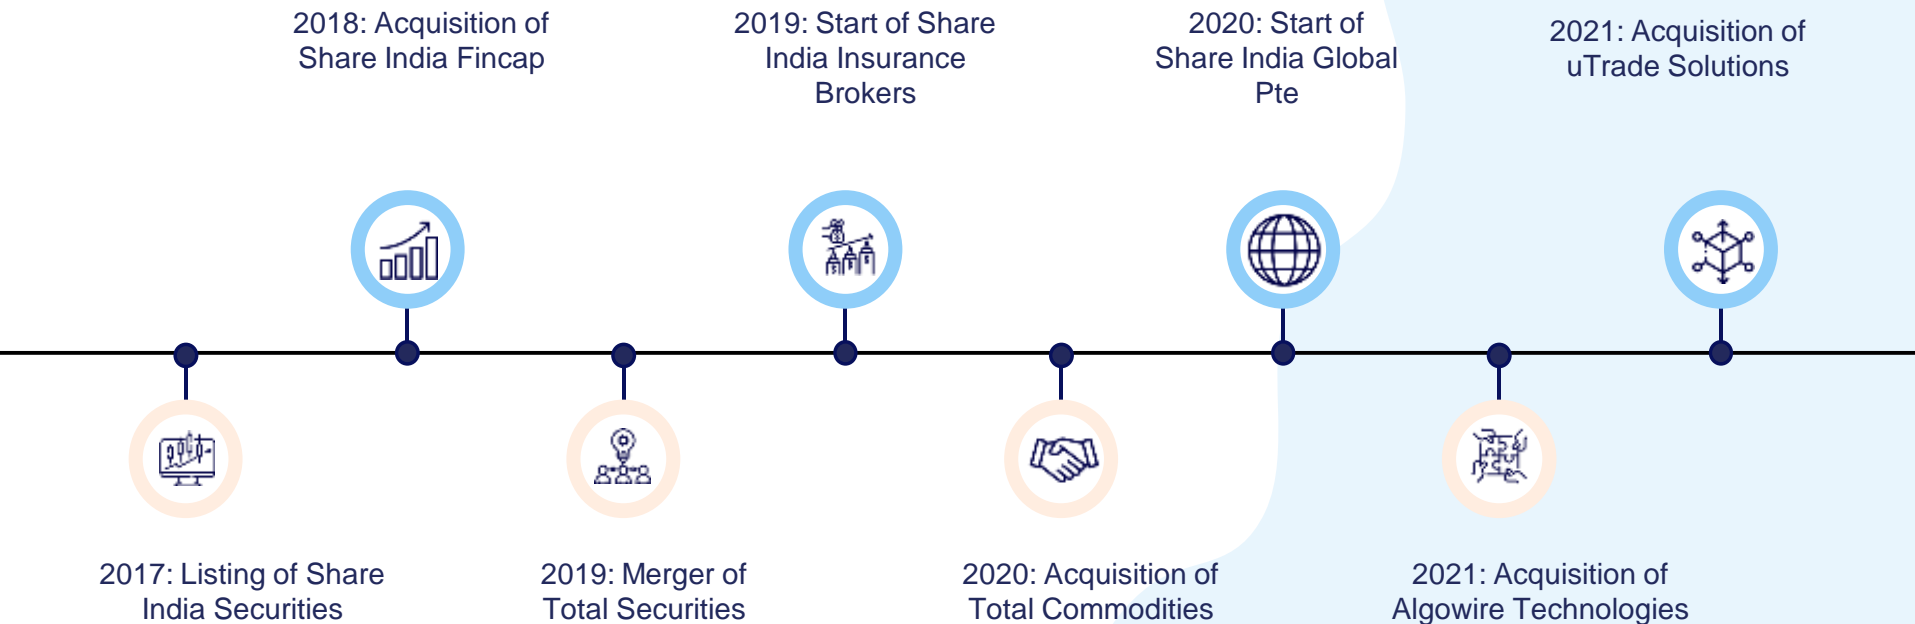 2018: Acquisition of
Share India Fincap
2019: Start of Share
India Insurance
Brokers
2020: Start of
Share India Global
Pte
2021: Acquisition of
uTrade Solutions
2017: Listing of Share
India Securities
2019: Merger of
Total Securities
2020: Acquisition of
Total Commodities
2021: Acquisition of
Algowire Technologies